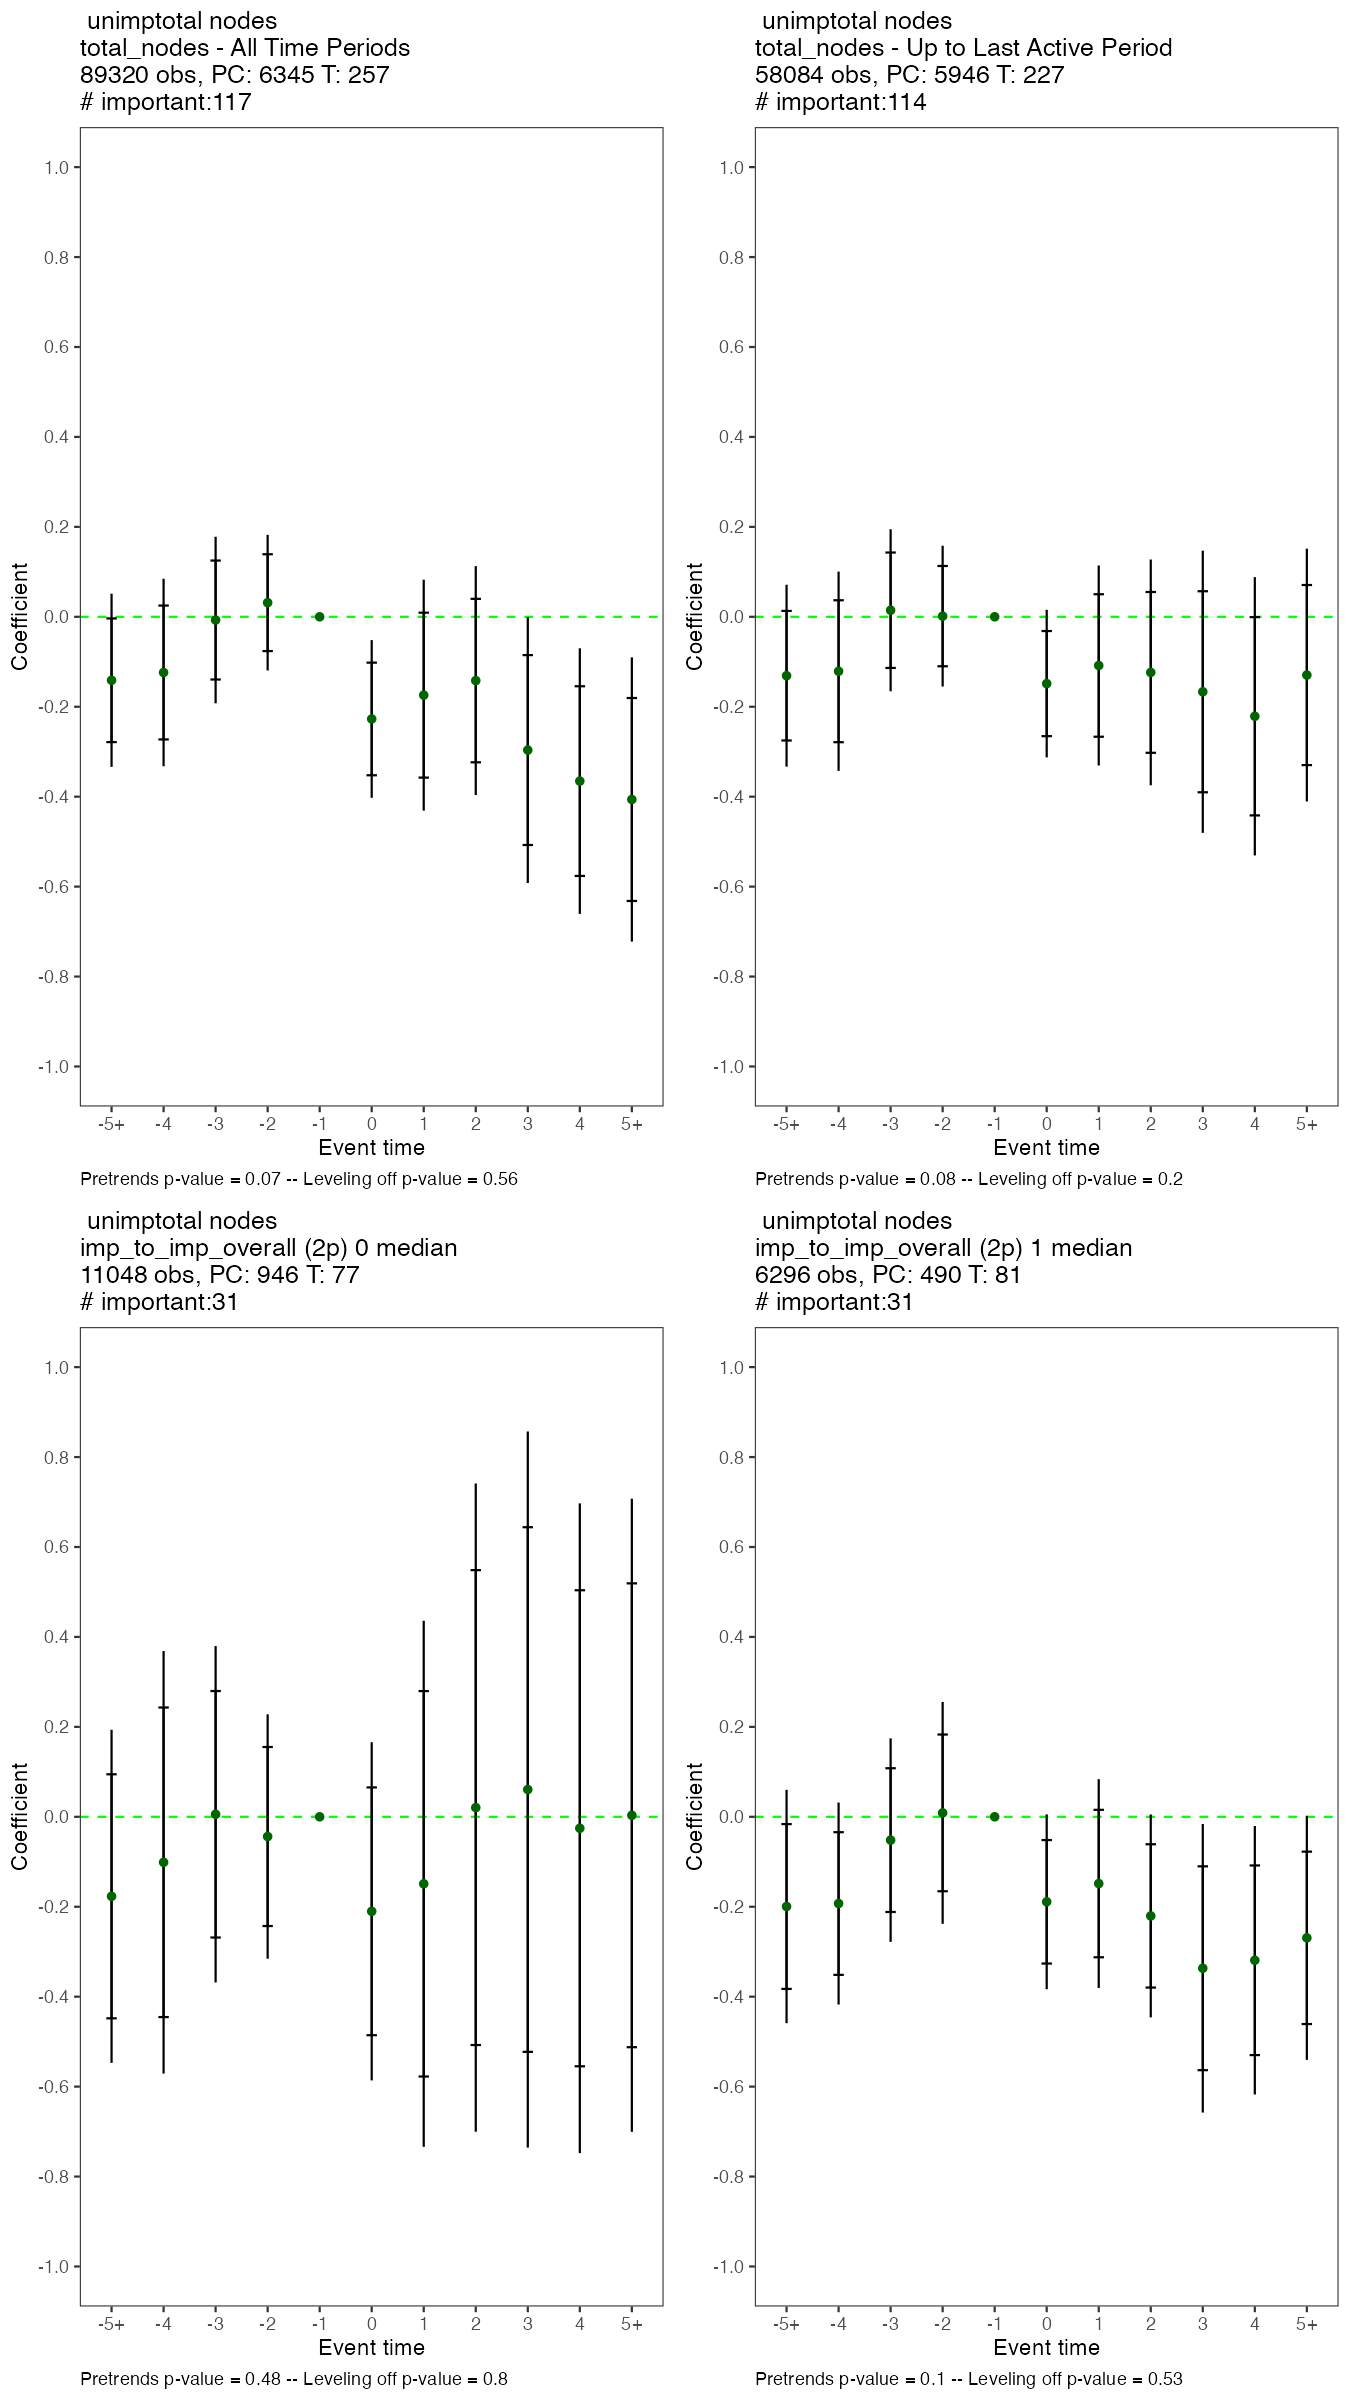 unimptotal nodes
total_nodes - All Time Periods
89320 obs, PC: 6345 T: 257
# important:117
1.0
0.8
0.6
0.4
0.2
0.0
-0.2
-0.4
-0.6
-0.8
-1.0
Coefficient
-5+ -4 -3 -2 -1 0 1 2 3 4 5+
Event time
Pretrends p-value = 0.07 -- Leveling off p-value = 0.56
unimptotal nodes
total_nodes - Up to Last Active Period
58084 obs, PC: 5946 T: 227
# important:114
1.0
0.8
0.6
0.4
0.2
0.0
-0.2
-0.4
-0.6
-0.8
-1.0
Coefficient
-5+ -4 -3 -2 -1 0 1 2 3 4 5+
Event time
Pretrends p-value = 0.08 -- Leveling off p-value = 0.2
unimptotal nodes
imp_to_imp_overall (2p) 0 median
11048 obs, PC: 946 T: 77
# important:31
1.0
0.8
0.6
0.4
0.2
0.0
-0.2
-0.4
-0.6
-0.8
-1.0
Coefficient
-5+ -4 -3 -2 -1 0 1 2 3 4 5+
Event time
Pretrends p-value = 0.48 -- Leveling off p-value = 0.8
unimptotal nodes
imp_to_imp_overall (2p) 1 median
6296 obs, PC: 490 T: 81
# important:31
1.0
0.8
0.6
0.4
0.2
0.0
-0.2
-0.4
-0.6
-0.8
-1.0
Coefficient
-5+ -4 -3 -2 -1 0 1 2 3 4 5+
Event time
Pretrends p-value = 0.1 -- Leveling off p-value = 0.53